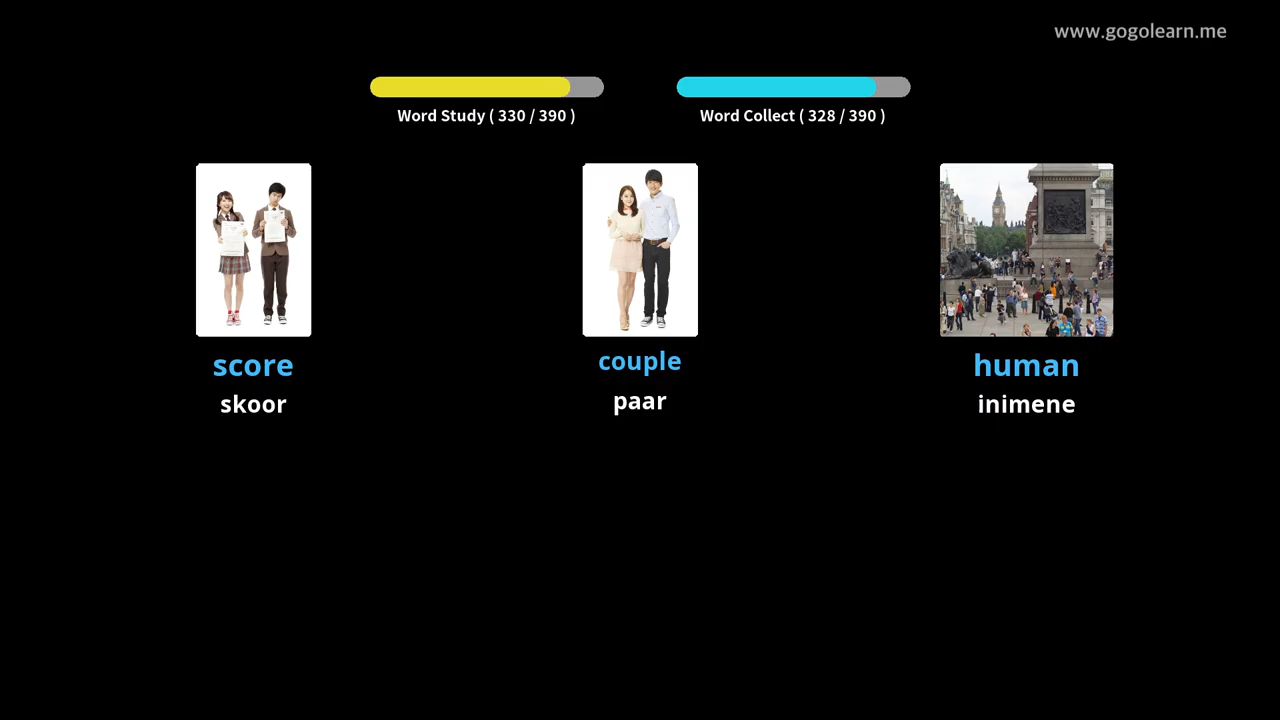 www.gogolearn.me
Word Study ( 330 / 390 )
Word Collect ( 328 / 390 )
score
skoor
couple
paar
human
inimene